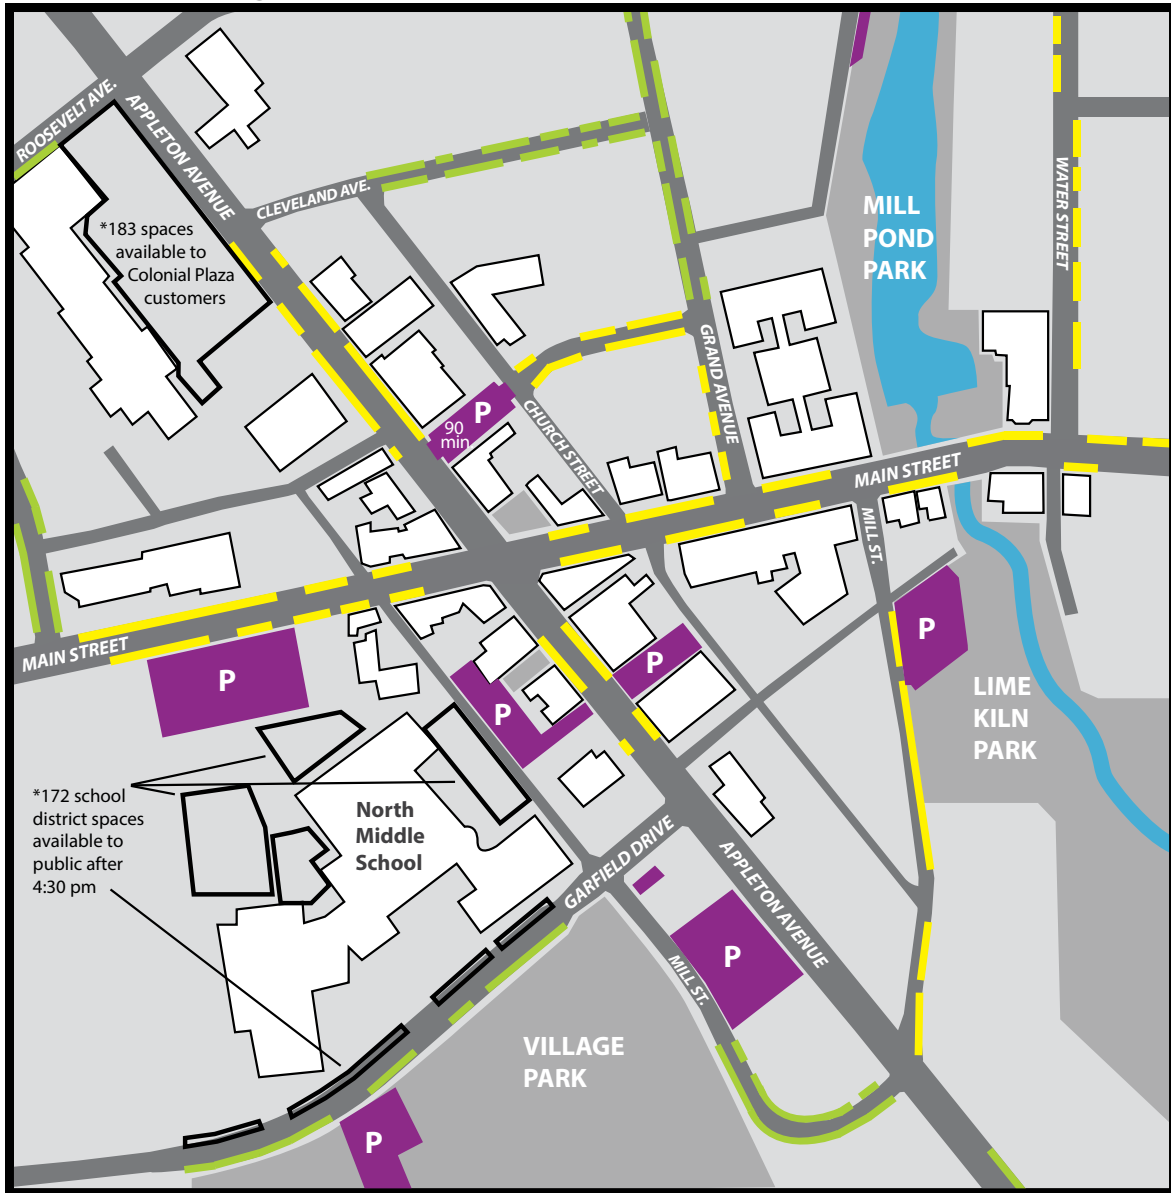 ROOSEVELT AVE.
APPLETON AVENUE
CLEVELAND AVE.
*183 spaces
available to
Colonial Plaza
customers
MILL
POND
PARK
WATER STREET
GRAND AVENUE
CHURCH STREET
P
90
min
MAIN STREET
MILL ST.
MAIN STREET
P
P
P
P
LIME
KILN
PARK
*172 school
district spaces
available to
public after
4:30 pm
North
Middle
School
GARFIELD DRIVE
APPLETON AVENUE
P
MILL ST.
VILLAGE
PARK
P